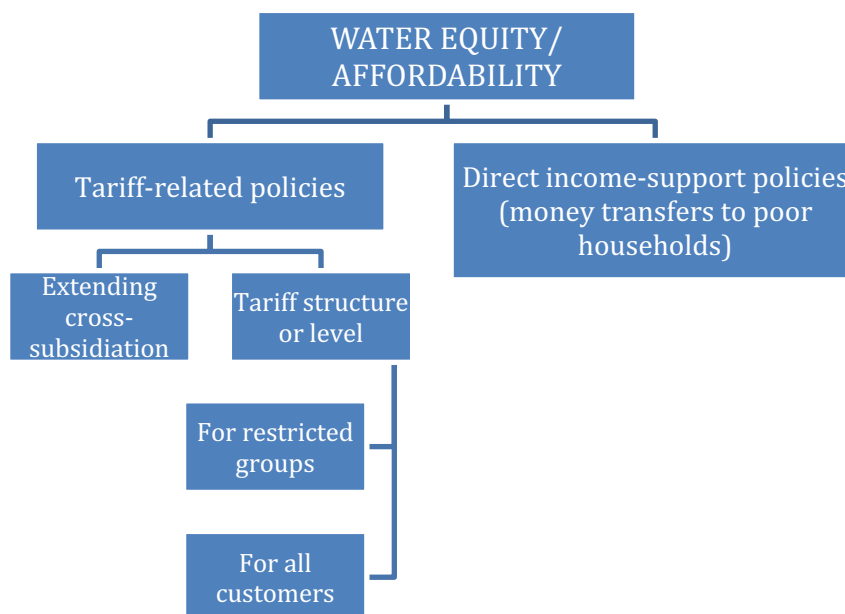 WATER EQUITY/
AFFORDABILITY
Tariff-related policies
Direct income-support policies
(money transfers to poor
households)
Extending
cross-
subsidiation
Tariff structure
or level
For restricted
groups
For all
customers